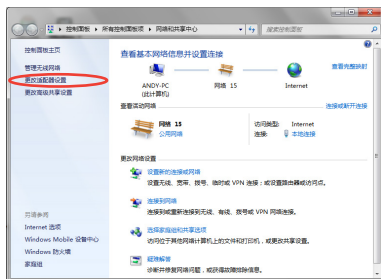 控制面板 ▸ 所有控制面板项 ▸ 网络和共享中心
搜索控制面板
控制面板主页
管理无线网络
更改适配器设置
更改高级共享设置
查看基本网络信息并设置连接
查看完整映射
ANDY-PC
(此计算机)
网络 15
Internet
查看活动网络
连接或断开连接
网络 15
公用网络
访问类型: Internet
连接: 本地连接
更改网络设置
设置新的连接或网络
设置无线、宽带、拨号、临时或 VPN 连接；或设置路由器或访问点。
连接到网络
连接到或重新连接到无线、有线、拨号或 VPN 网络连接。
选择家庭组和共享选项
访问位于其他网络计算机上的文件和打印机，或更改共享设置。
疑难解答
诊断并修复网络问题，或获得故障排除信息。
另请参阅
Internet 选项
Windows Mobile 设备中心
Windows 防火墙
家庭组